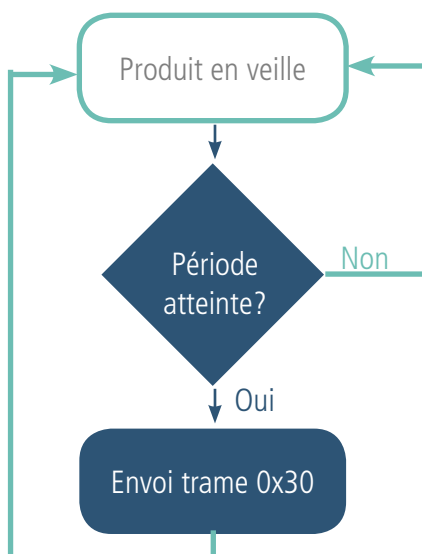 Produit en veille
Période
atteinte?
Non
Oui
Envoi trame 0x30